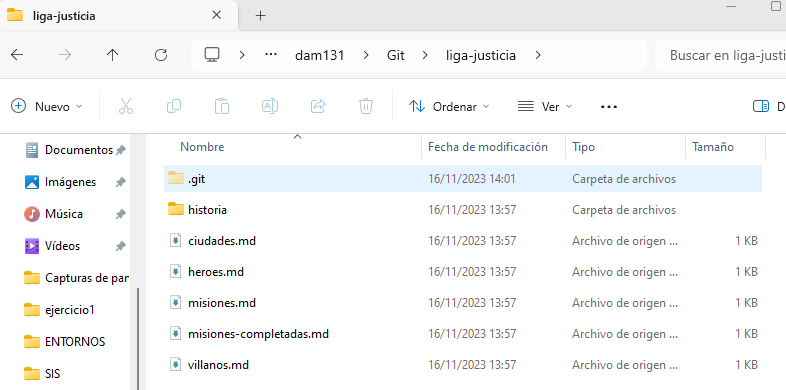 liga-justicia
dam131 Git liga-justicia Buscar en liga-justi
Nuevo Ordenar Ver D
Nombre Fecha de modificación Tipo Tamaño
Documentos
Imágenes
Música
Vídeos
Capturas de pan
ejercicio1
ENTORNOS
SIS
.git 16/11/2023 14:01 Carpeta de archivos
historia 16/11/2023 13:57 Carpeta de archivos
ciudades.md 16/11/2023 13:57 Archivo de origen ... 1 KB
heroes.md 16/11/2023 13:57 Archivo de origen ... 1 KB
misiones.md 16/11/2023 13:57 Archivo de origen ... 1 KB
misiones-completadas.md 16/11/2023 13:57 Archivo de origen ... 1 KB
villanos.md 16/11/2023 13:57 Archivo de origen ... 1 KB